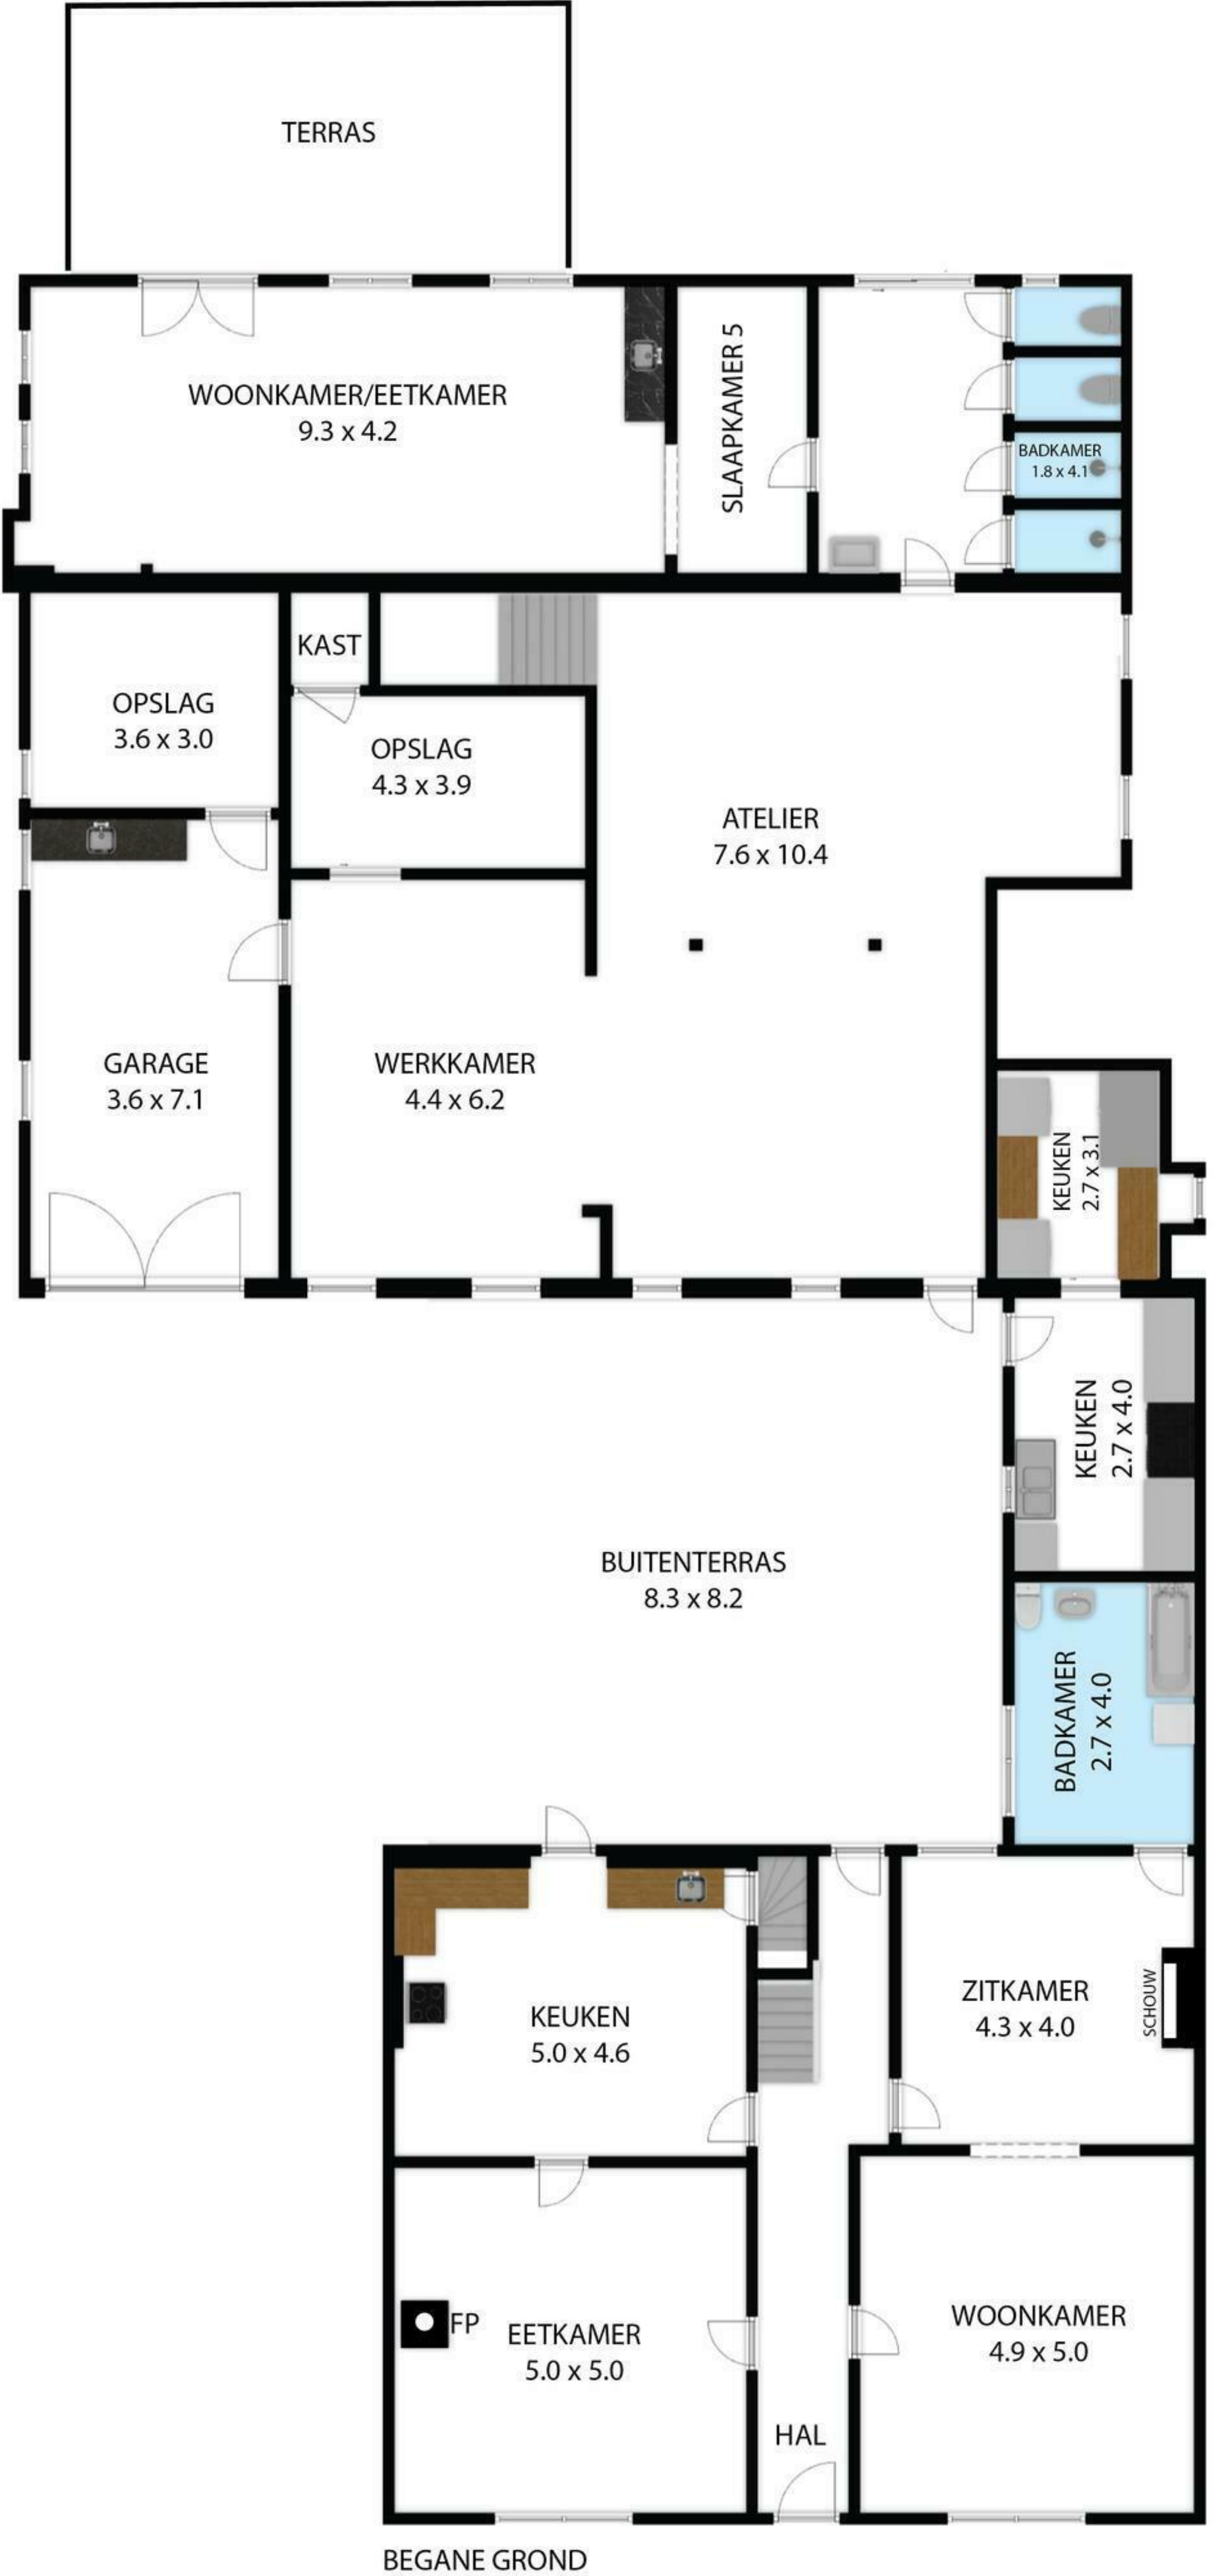 TERRAS
WOONKAMER/EETKAMER
9.3 x 4.2
SLAAPKAMER 5
BADKAMER
1.8 x 4.1
OPSLAG
3.6 x 3.0
KAST
OPSLAG
4.3 x 3.9
ATELIER
7.6 x 10.4
GARAGE
3.6 x 7.1
WERKKAMER
4.4 x 6.2
KEUKEN
2.7 x 3.1
KEUKEN
2.7 x 4.0
BUITENTERRAS
8.3 x 8.2
BADKAMER
2.7 x 4.0
KEUKEN
5.0 x 4.6
ZITKAMER
4.3 x 4.0
SCHOUW
FP
EETKAMER
5.0 x 5.0
WOONKAMER
4.9 x 5.0
HAL
BEGANE GROND